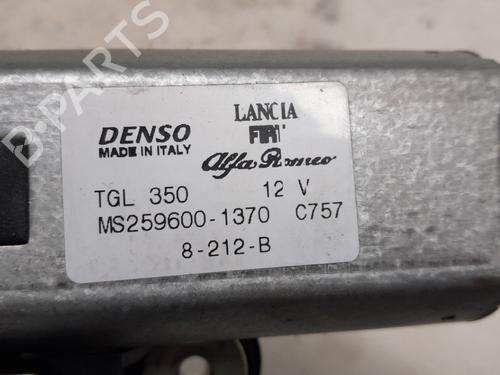 B-Parts
DENSO
MADE IN ITALY
LANCIA
FIAT
Alfa Romeo
TGL 350 12 V
MS259600-1370 C757
8-212-B